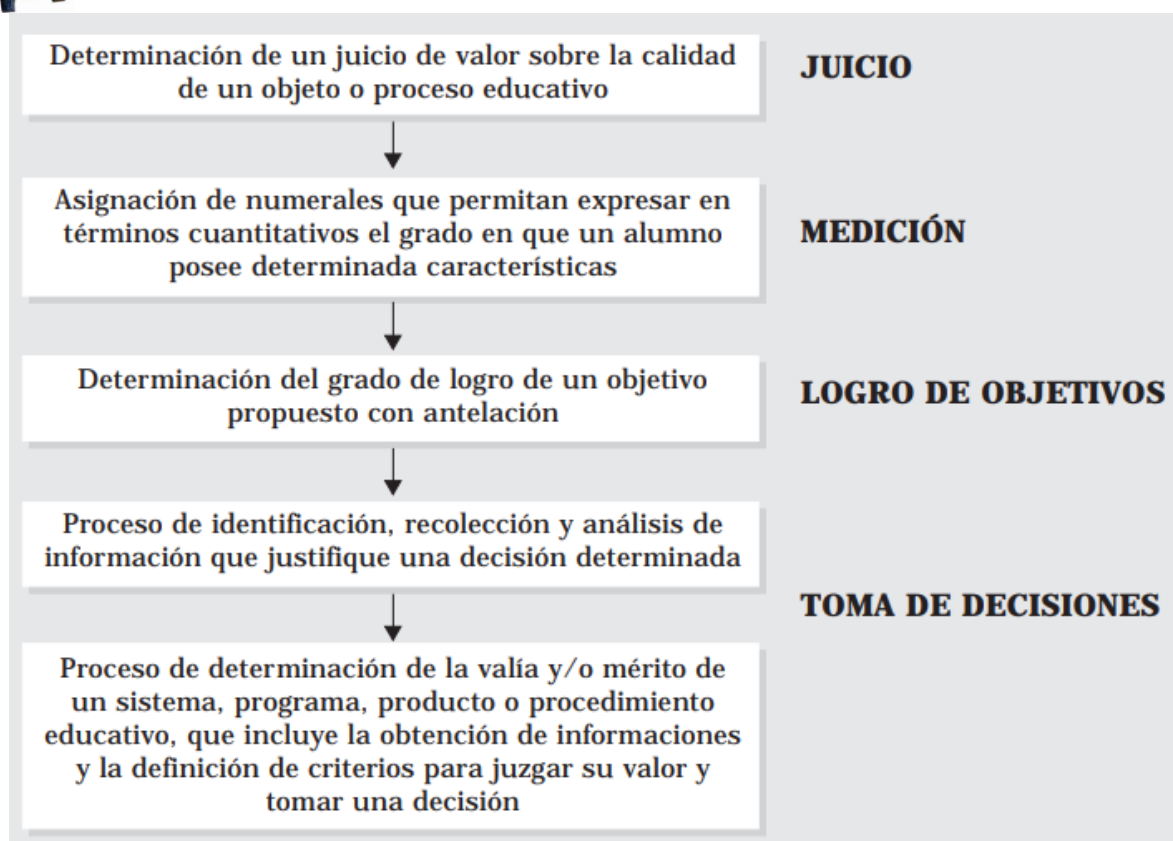 Determinación de un juicio de valor sobre la calidad
de un objeto o proceso educativo
JUICIO
Asignación de numerales que permitan expresar en
términos cuantitativos el grado en que un alumno
posee determinada características
MEDICIÓN
Determinación del grado de logro de un objetivo
propuesto con antelación
LOGRO DE OBJETIVOS
Proceso de identificación, recolección y análisis de
información que justifique una decisión determinada
TOMA DE DECISIONES
Proceso de determinación de la valía y/o mérito de
un sistema, programa, producto o procedimiento
educativo, que incluye la obtención de informaciones
y la definición de criterios para juzgar su valor y
tomar una decisión